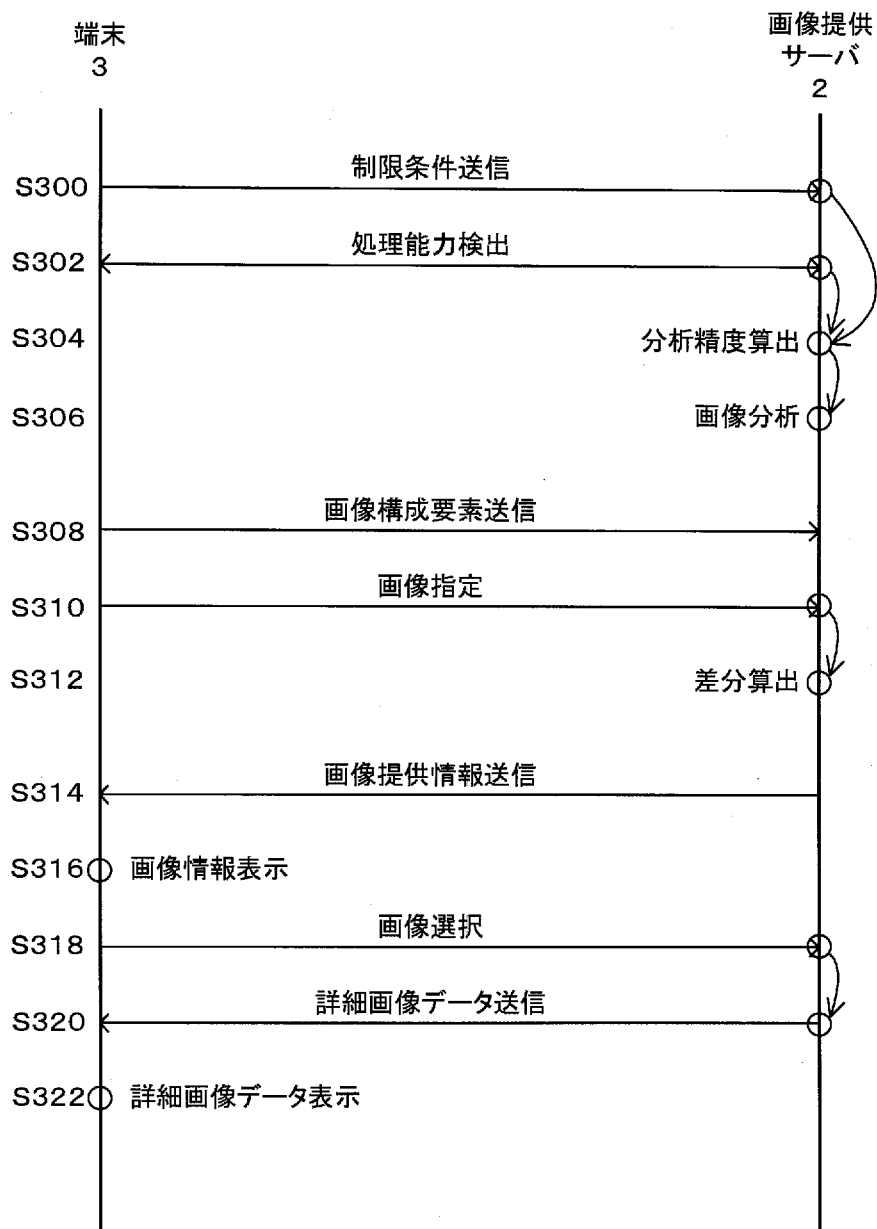 端末
3
画像提供
サーバ
2
S300
制限条件送信
S302
処理能力検出
S304
分析精度算出
S306
画像分析
S308
画像構成要素送信
S310
画像指定
S312
差分算出
S314
画像提供情報送信
S316
画像情報表示
S318
画像選択
S320
詳細画像データ送信
S322
詳細画像データ表示